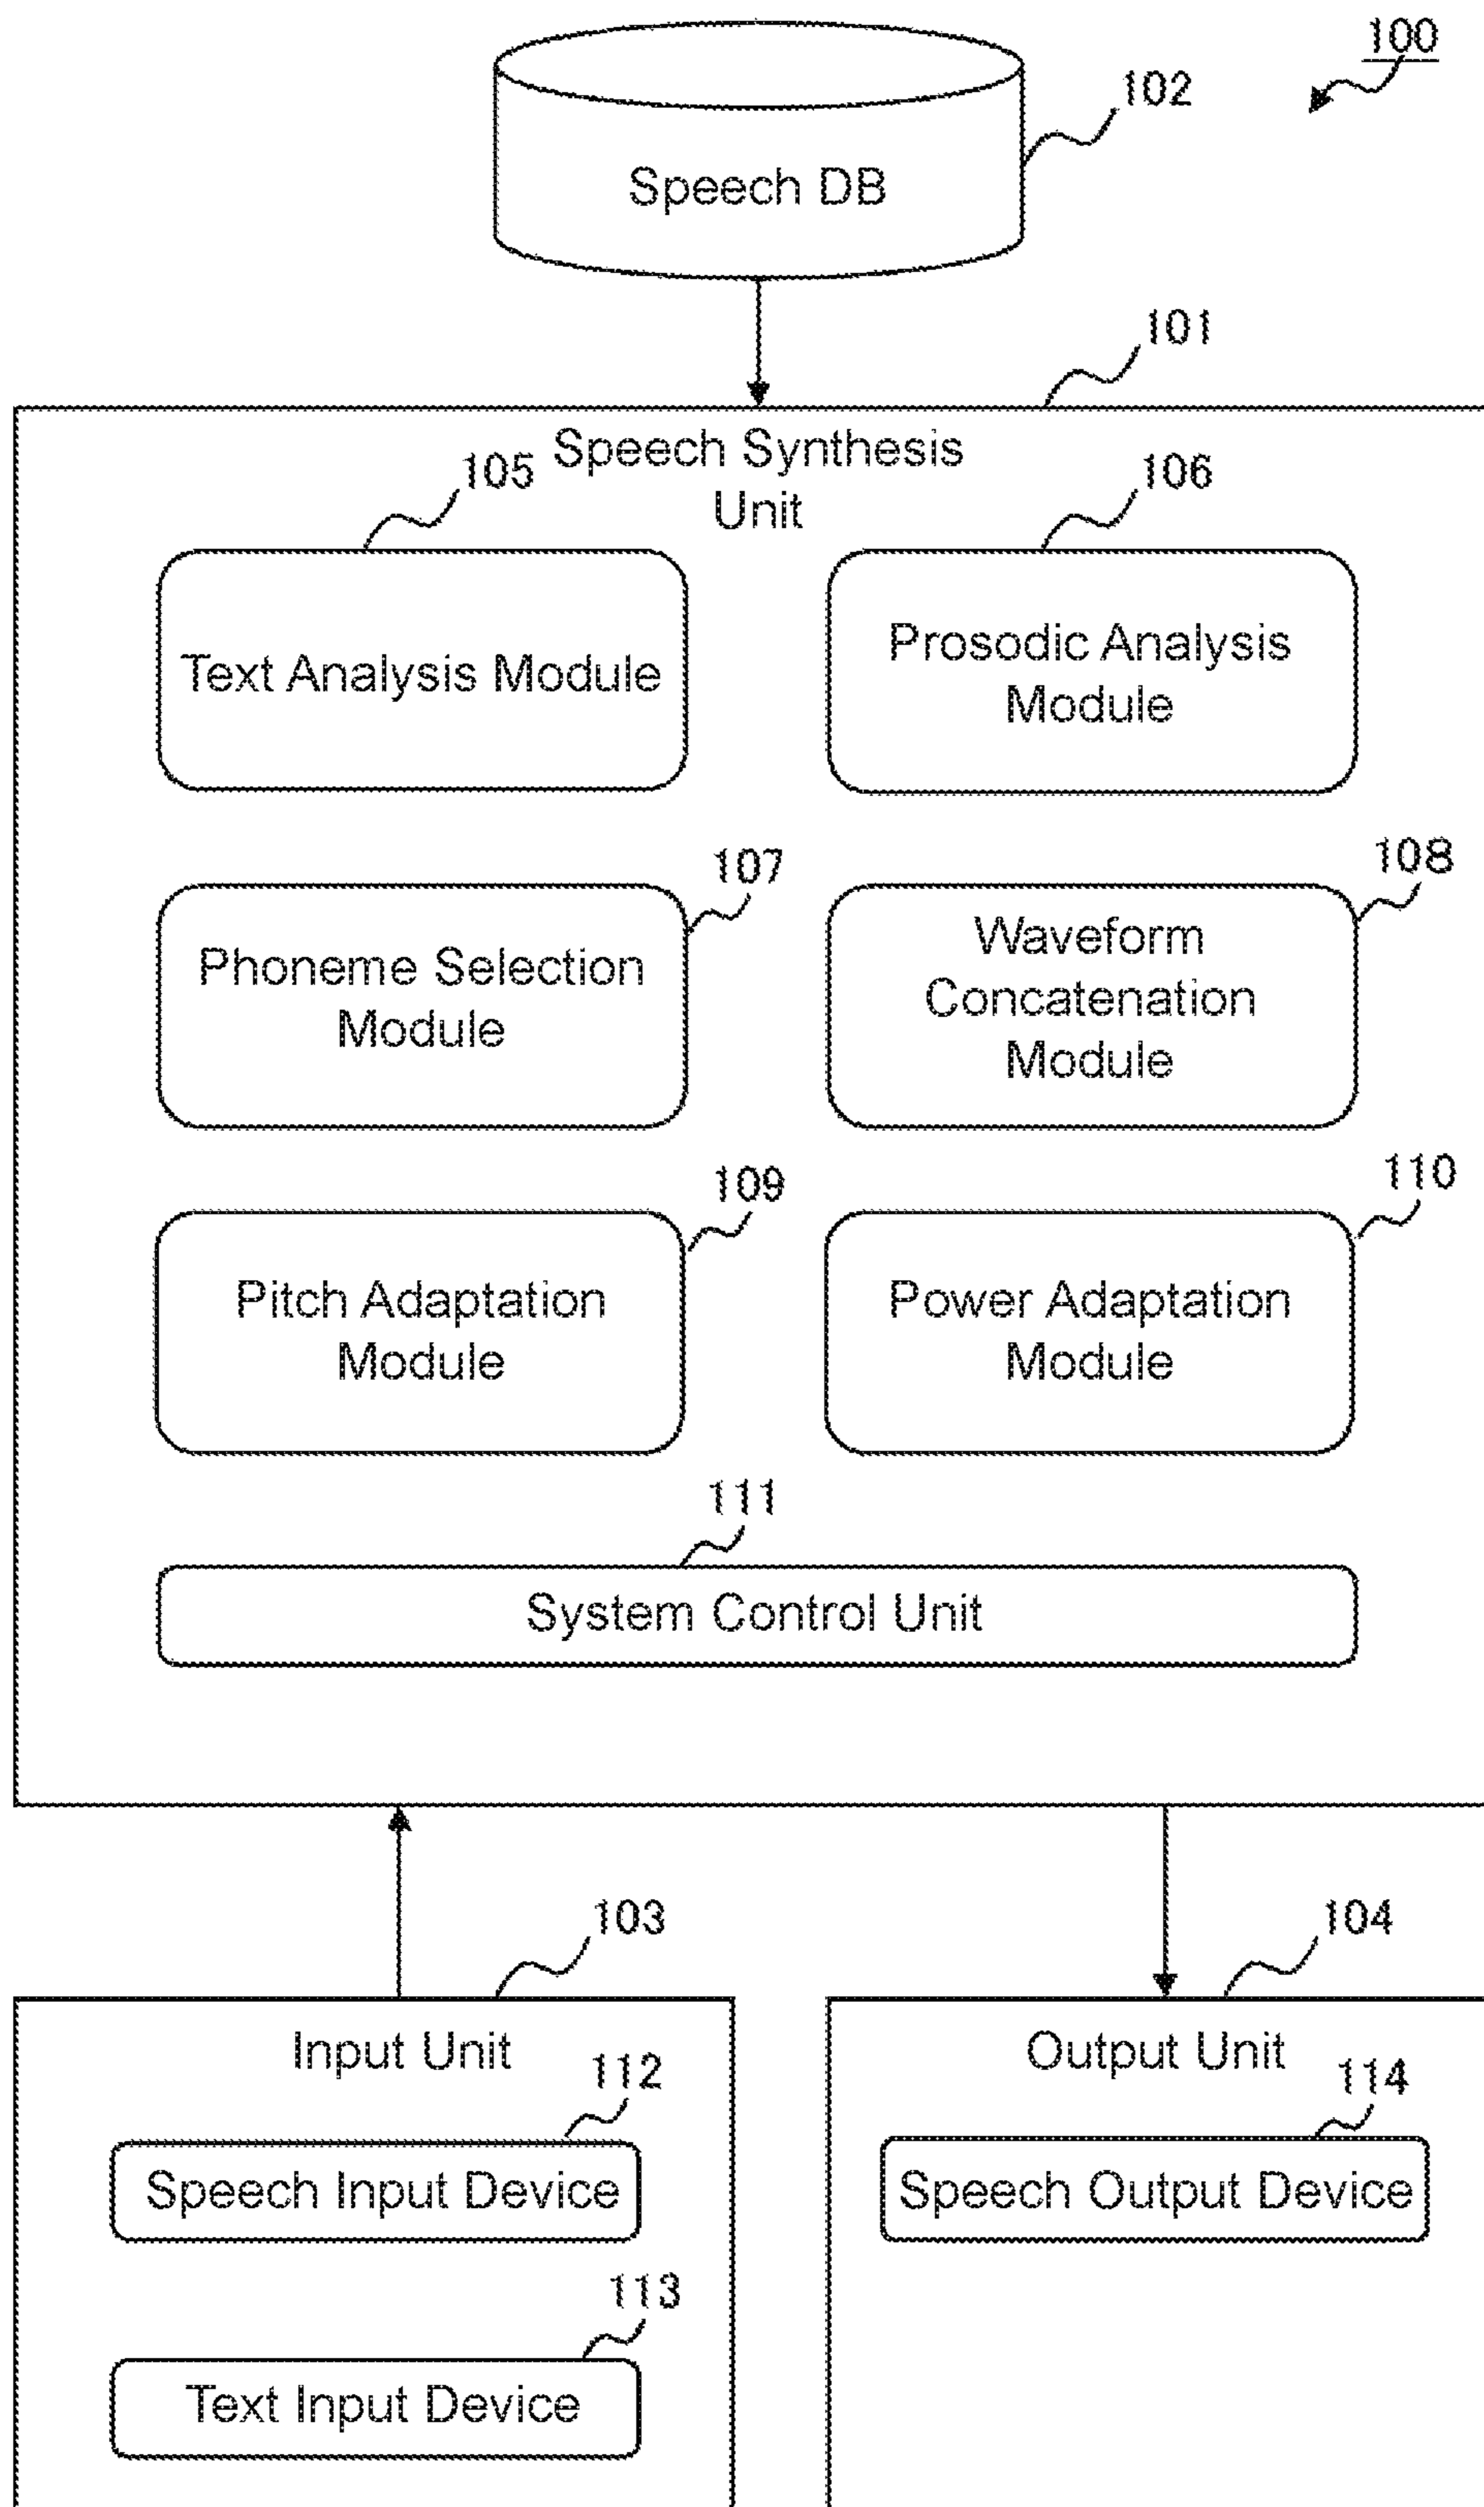 100
102
Speech DB
101
Speech Synthesis
Unit
105
106
Text Analysis Module
Prosodic Analysis
Module
107
108
Phoneme Selection
Module
Waveform
Concatenation
Module
109
110
Pitch Adaptation
Module
Power Adaptation
Module
111
System Control Unit
103
104
Input Unit
112
Speech Input Device
113
Text Input Device
Output Unit
114
Speech Output Device